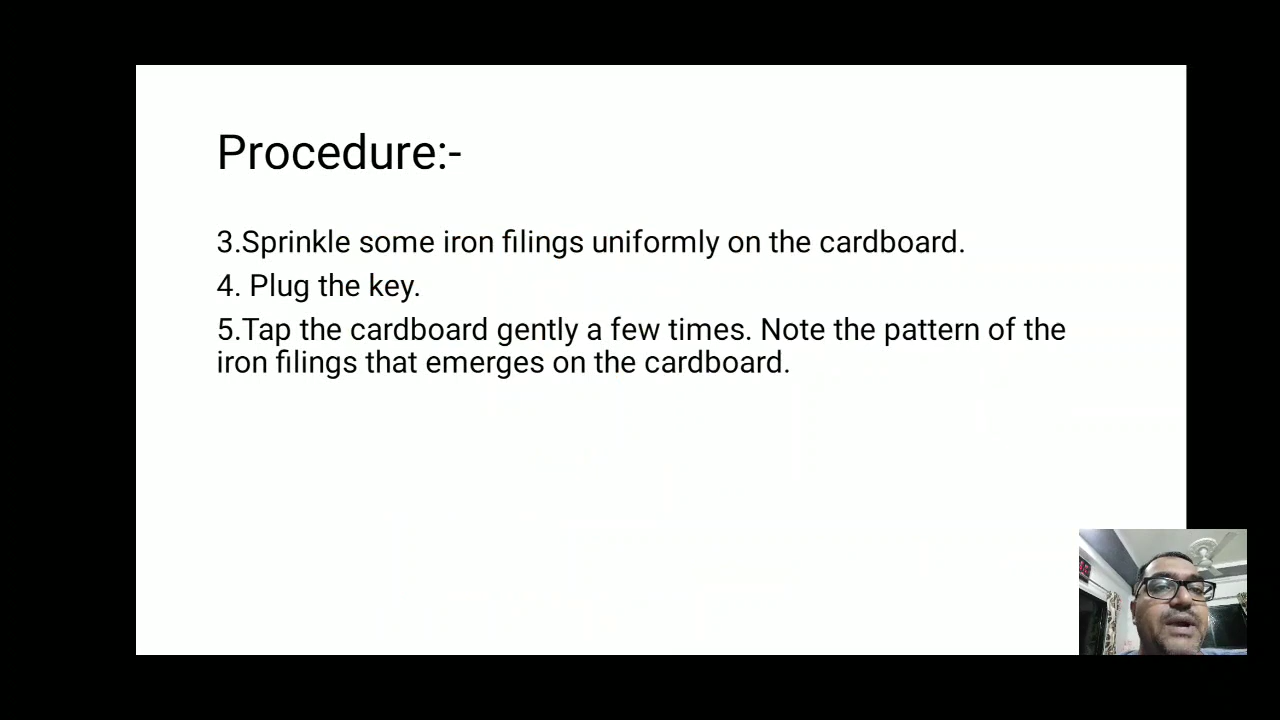 Procedure:-
3.Sprinkle some iron filings uniformly on the cardboard.
4. Plug the key.
5.Tap the cardboard gently a few times. Note the pattern of the
iron filings that emerges on the cardboard.